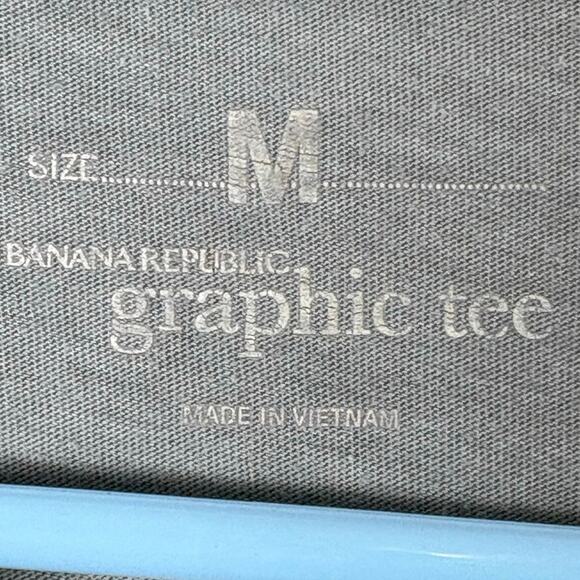 SIZE....................M....................
BANANA REPUBLIC
graphic tee
MADE IN VIETNAM